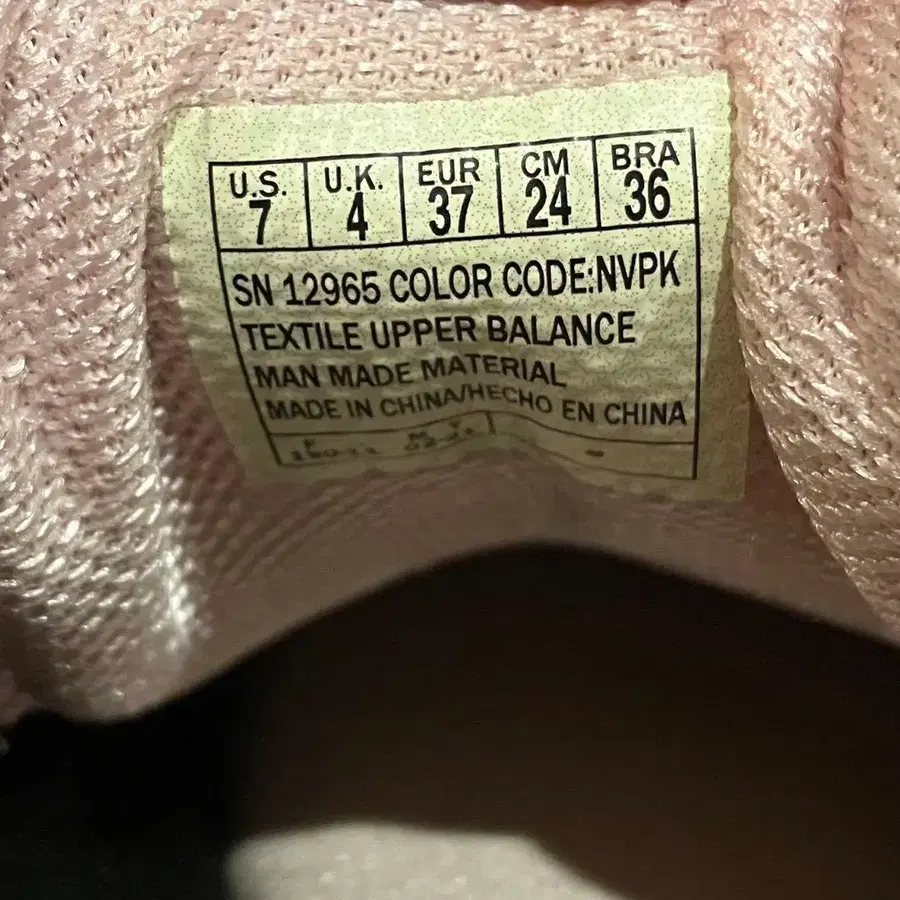 U.S. U.K. EUR CM BRA
7 4 37 24 36
SN 12965 COLOR CODE:NVPK
TEXTILE UPPER BALANCE
MAN MADE MATERIAL
MADE IN CHINA/HECHO EN CHINA